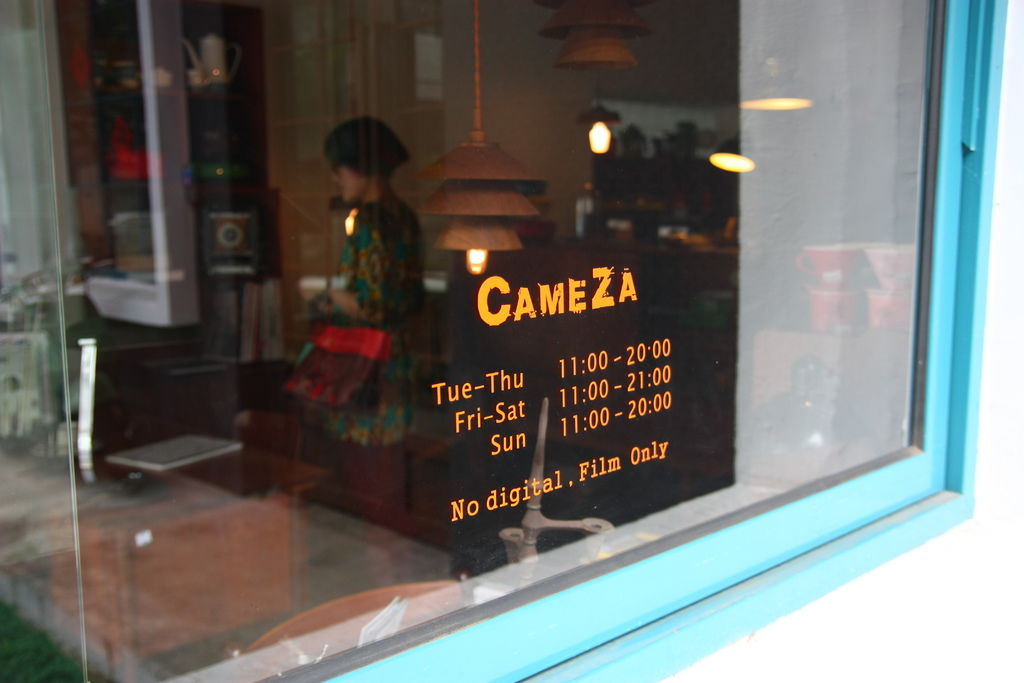 CAMEZA
Tue-Thu 11:00-20:00
Fri-Sat 11:00-21:00
Sun 11:00-20:00
No digital, Film Only